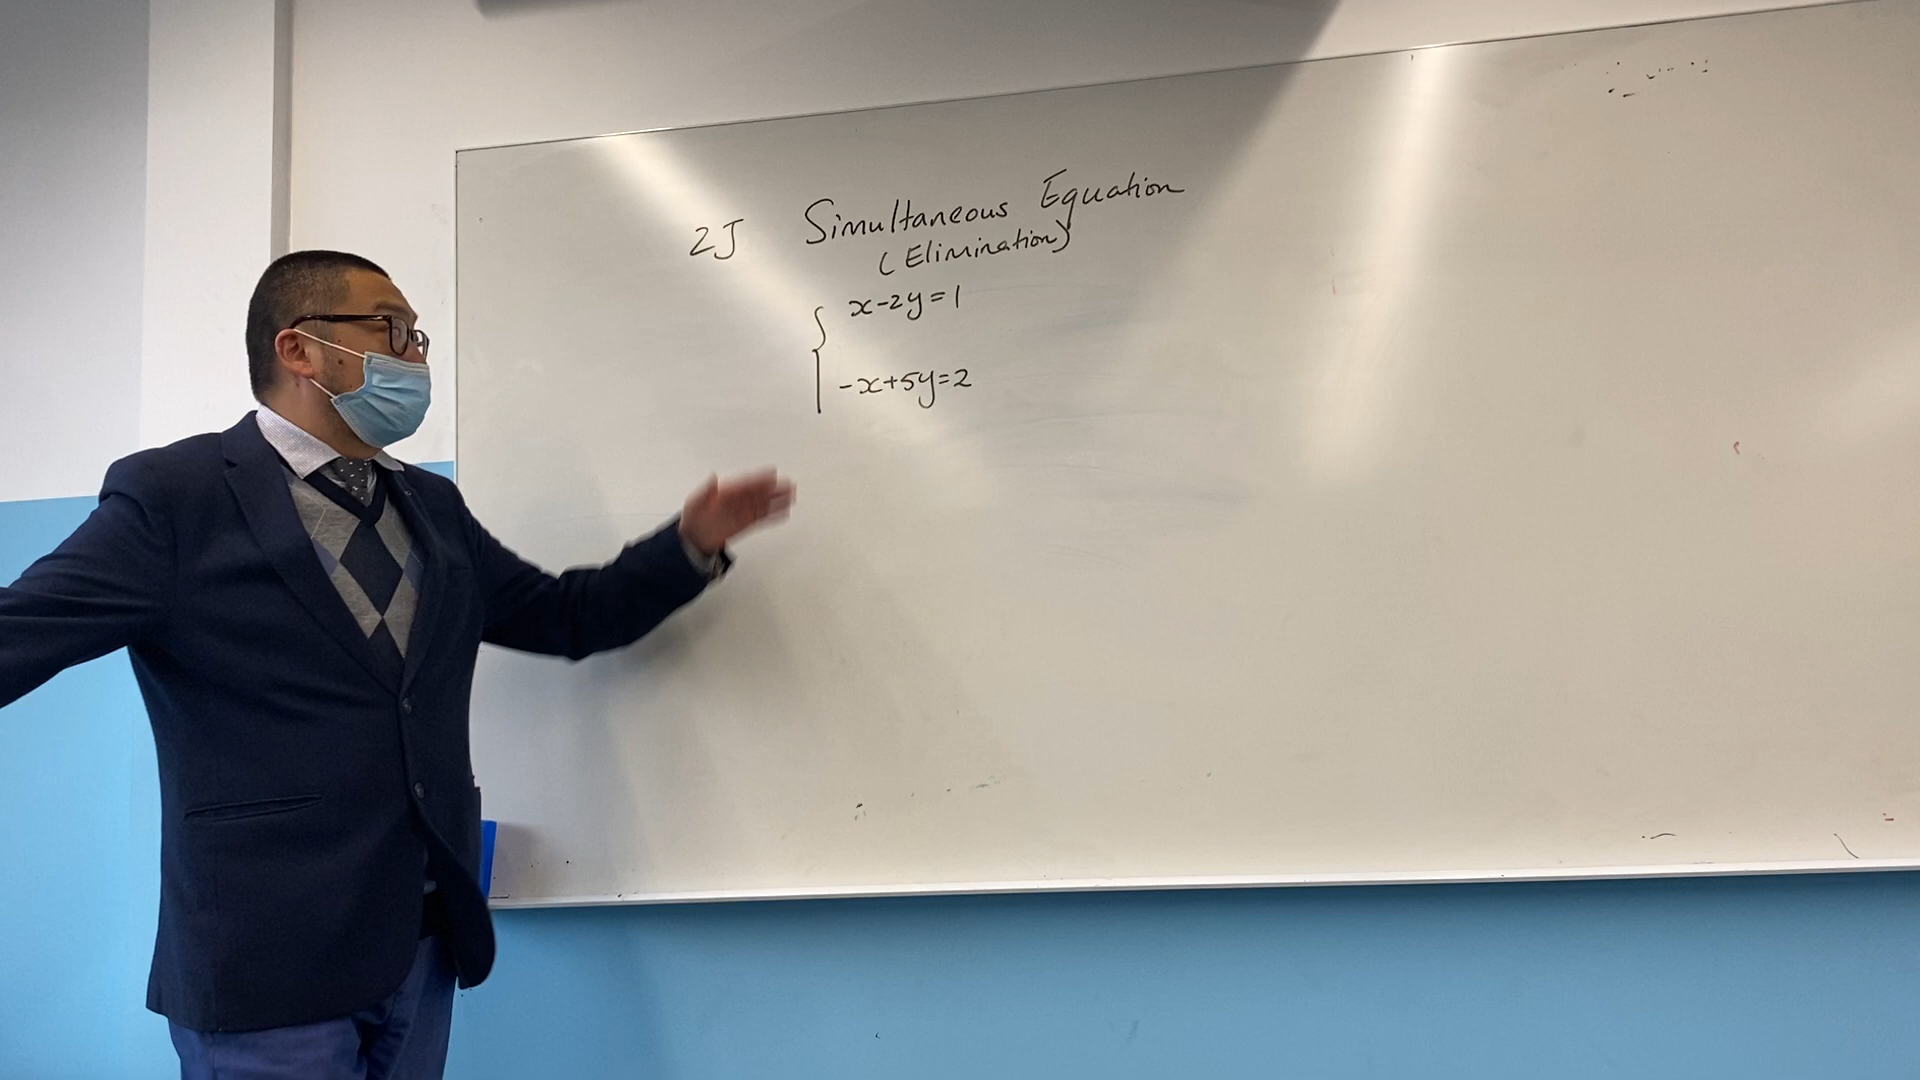 2J Simultaneous Equation
(Elimination)
x-2y=1
-x+5y=2